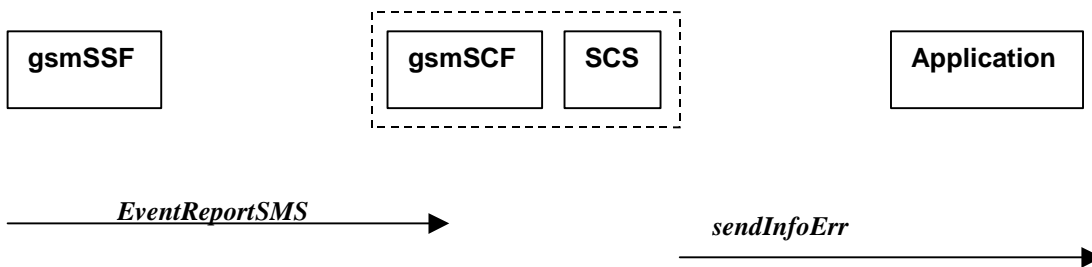 gsmSSF
gsmSCF
SCS
Application
EventReportSMS
sendInfoErr